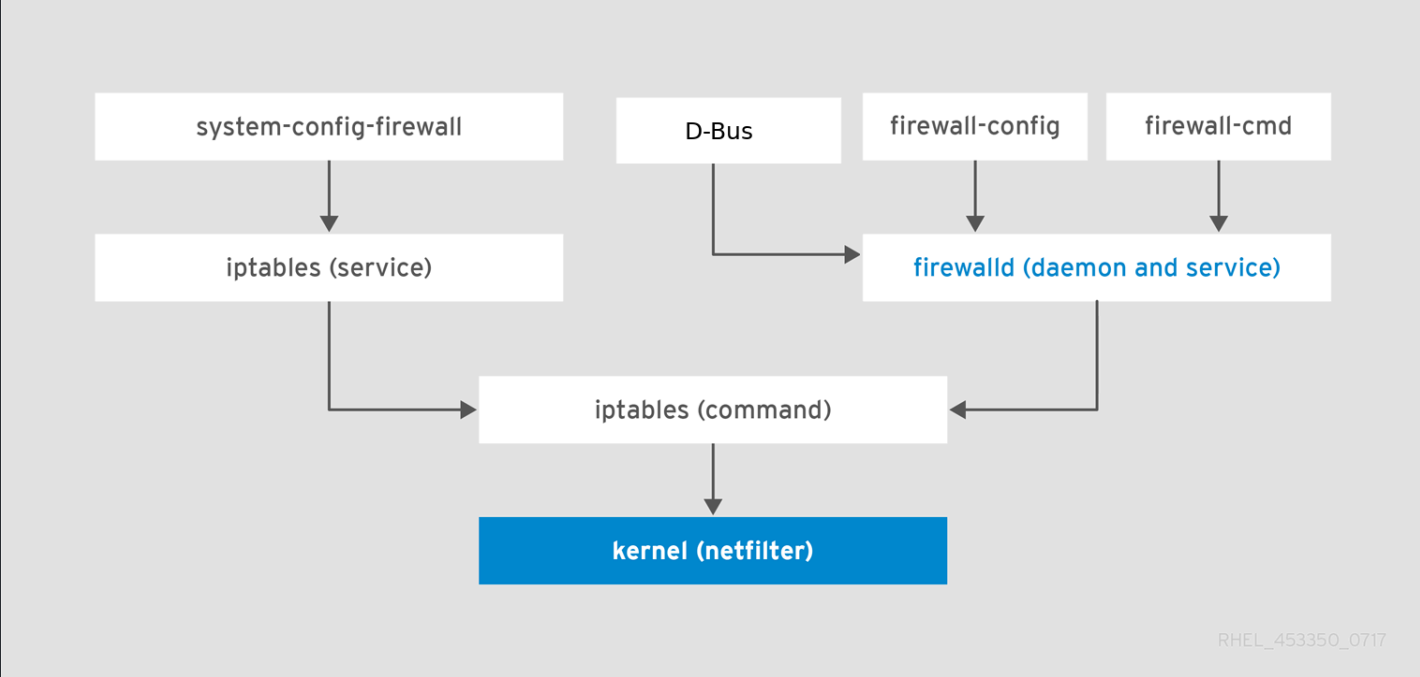 system-config-firewall
D-Bus
firewall-config
firewall-cmd
iptables (service)
firewalld (daemon and service)
iptables (command)
kernel (netfilter)
RHEL_453350_0717